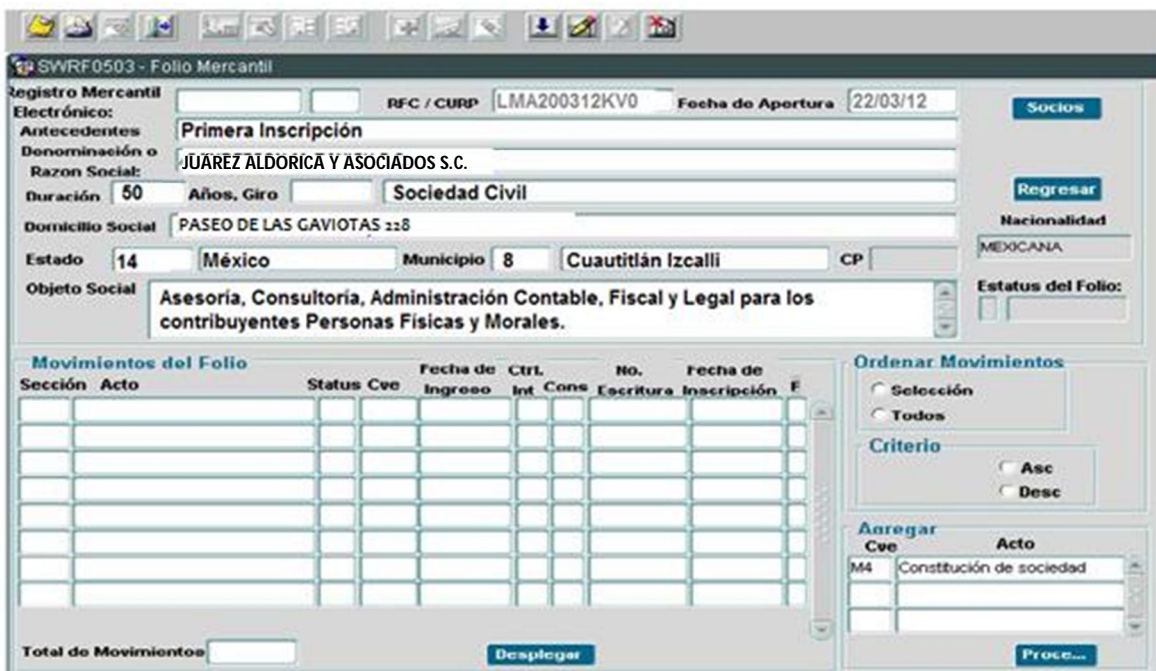 SWRF0503 - Folio Mercantil
Registro Mercantil Electrónico: RFC / CURP LMA200312KV0 Fecha de Apertura 22/03/12 Socios
Antecedentes Primera Inscripción
Denominación o Razon Social: JUAREZ ALDORICA Y ASOCIADOS S.C.
Duración 50 Años, Giro Sociedad Civil Regresar
Domicilio Social PASEO DE LAS GAVIOTAS 228 Nacionalidad
MEXICANA
Estado 14 México Municipio 8 Cuautitlán Izcalli CP
Objeto Social Asesoría, Consultoría, Administración Contable, Fiscal y Legal para los Estatus del Folio:
contribuyentes Personas Físicas y Morales.
Movimientos del Folio
Sección Acto Status Cve Fecha de Ingreso Ctrl. Int Cons No. Escritura Fecha de Inscripción F
Ordenar Movimientos
Selección
Todos
Criterio
Asc
Desc
Agregar
Cve Acto
M4 Constitución de sociedad
Total de Movimientos Desplegar Proce...